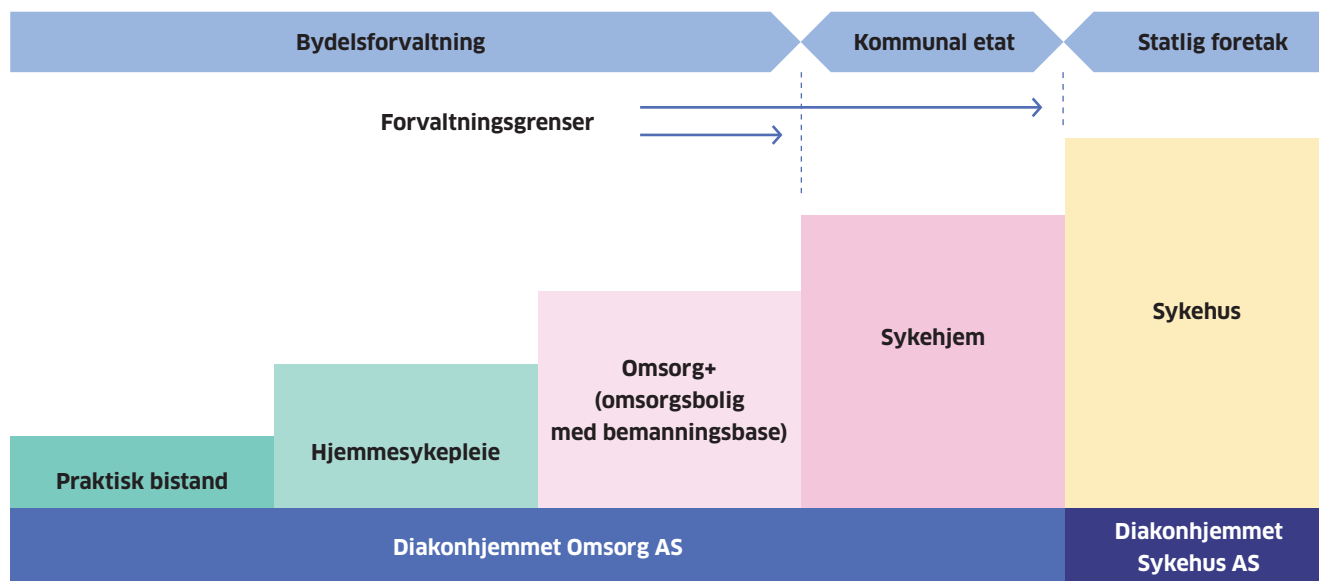 Bydelsforvaltning
Kommunal etat
Statlig foretak
Forvaltningsgrenser
Praktisk bistand
Hjemmesykepleie
Omsorg+
(omsorgsbolig
med bemanningsbase)
Sykehjem
Sykehus
Diakonhjemmet Omsorg AS
Diakonhjemmet
Sykehus AS